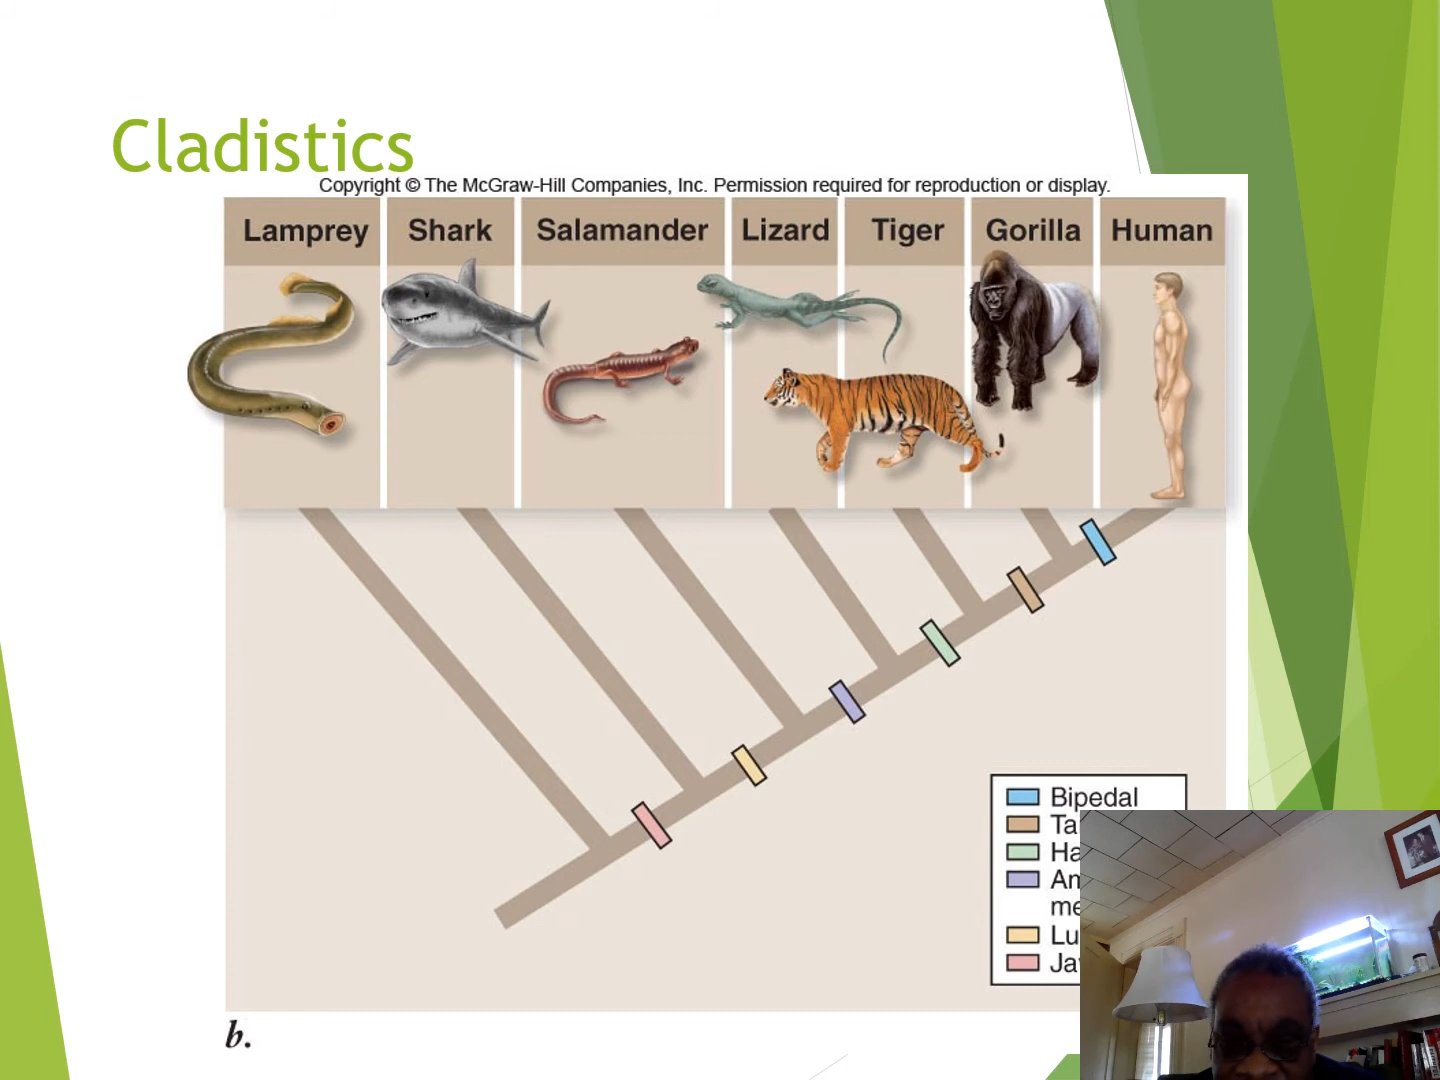 Cladistics
Copyright © The McGraw-Hill Companies, Inc. Permission required for reproduction or display.
Lamprey Shark Salamander Lizard Tiger Gorilla Human
Bipedal
b.